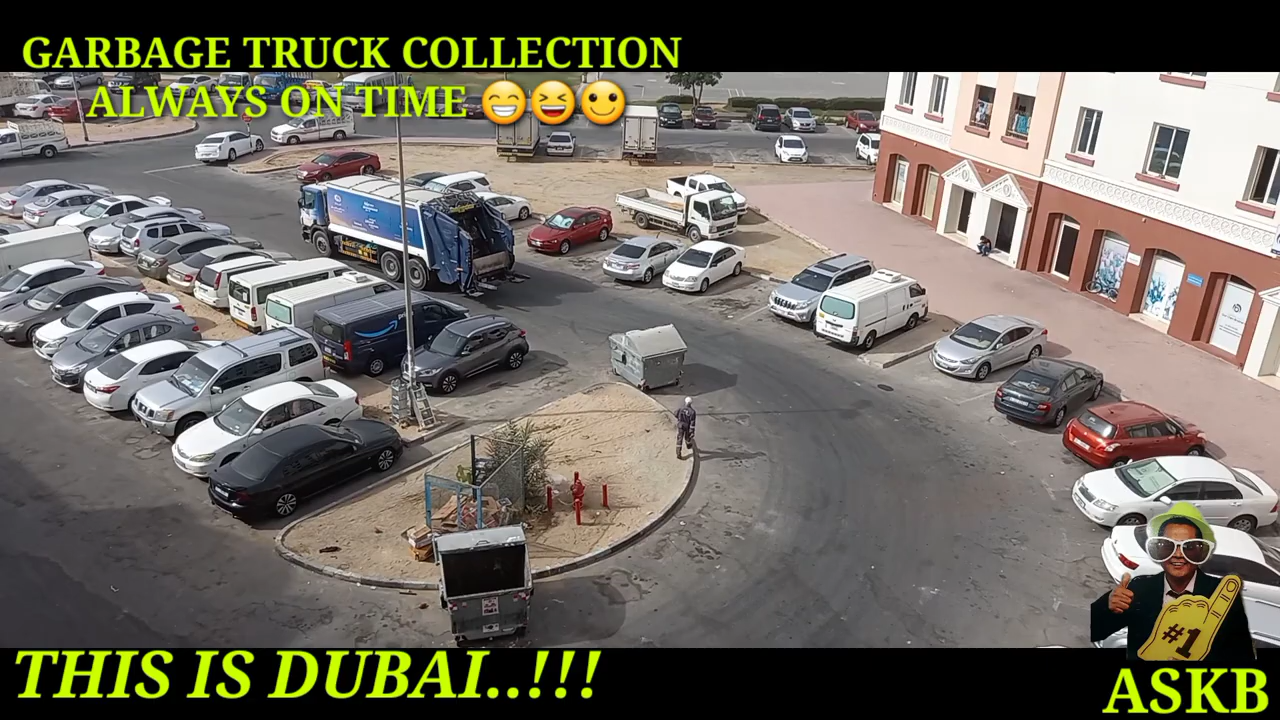 GARBAGE TRUCK COLLECTION
ALWAYS ON TIME 😁😆🙂
#1
THIS IS DUBAI..!!!
ASKB